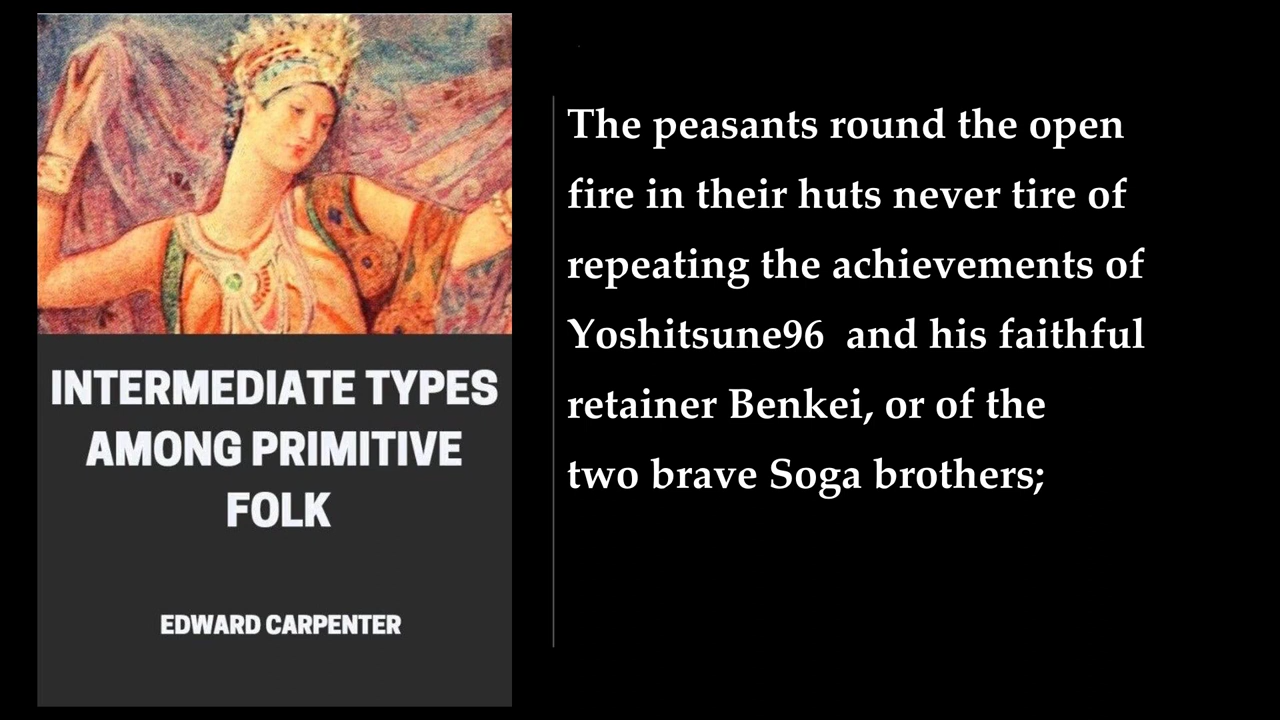 INTERMEDIATE TYPES
AMONG PRIMITIVE
FOLK
EDWARD CARPENTER
The peasants round the open
fire in their huts never tire of
repeating the achievements of
Yoshitsune96 and his faithful
retainer Benkei, or of the
two brave Soga brothers;